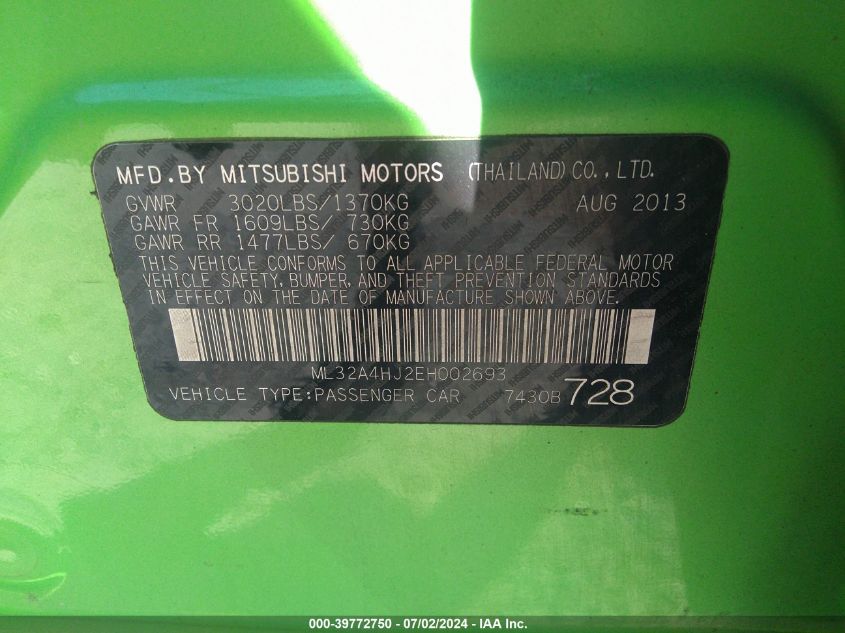 MFD.BY MITSUBISHI MOTORS (THAILAND)CO.,LTD.
GVWR 3020LBS/1370KG AUG 2013
GAWR FR 1609LBS/ 730KG
GAWR RR 1477LBS/ 670KG
THIS VEHICLE CONFORMS TO ALL APPLICABLE FEDERAL MOTOR
VEHICLE SAFETY, BUMPER, AND THEFT PREVENTION STANDARDS
IN EFFECT ON THE DATE OF MANUFACTURE SHOWN ABOVE.
ML32A4HJ2EH002693
VEHICLE TYPE:PASSENGER CAR 7430B 728
000-39772750 - 07/02/2024 - IAA Inc.